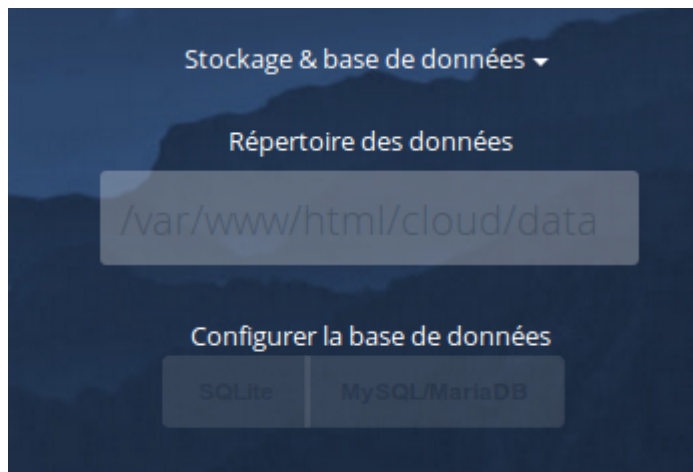 Stockage & base de données
Répertoire des données
/var/www/html/cloud/data
Configurer la base de données
SQLite MySQL/MariaDB